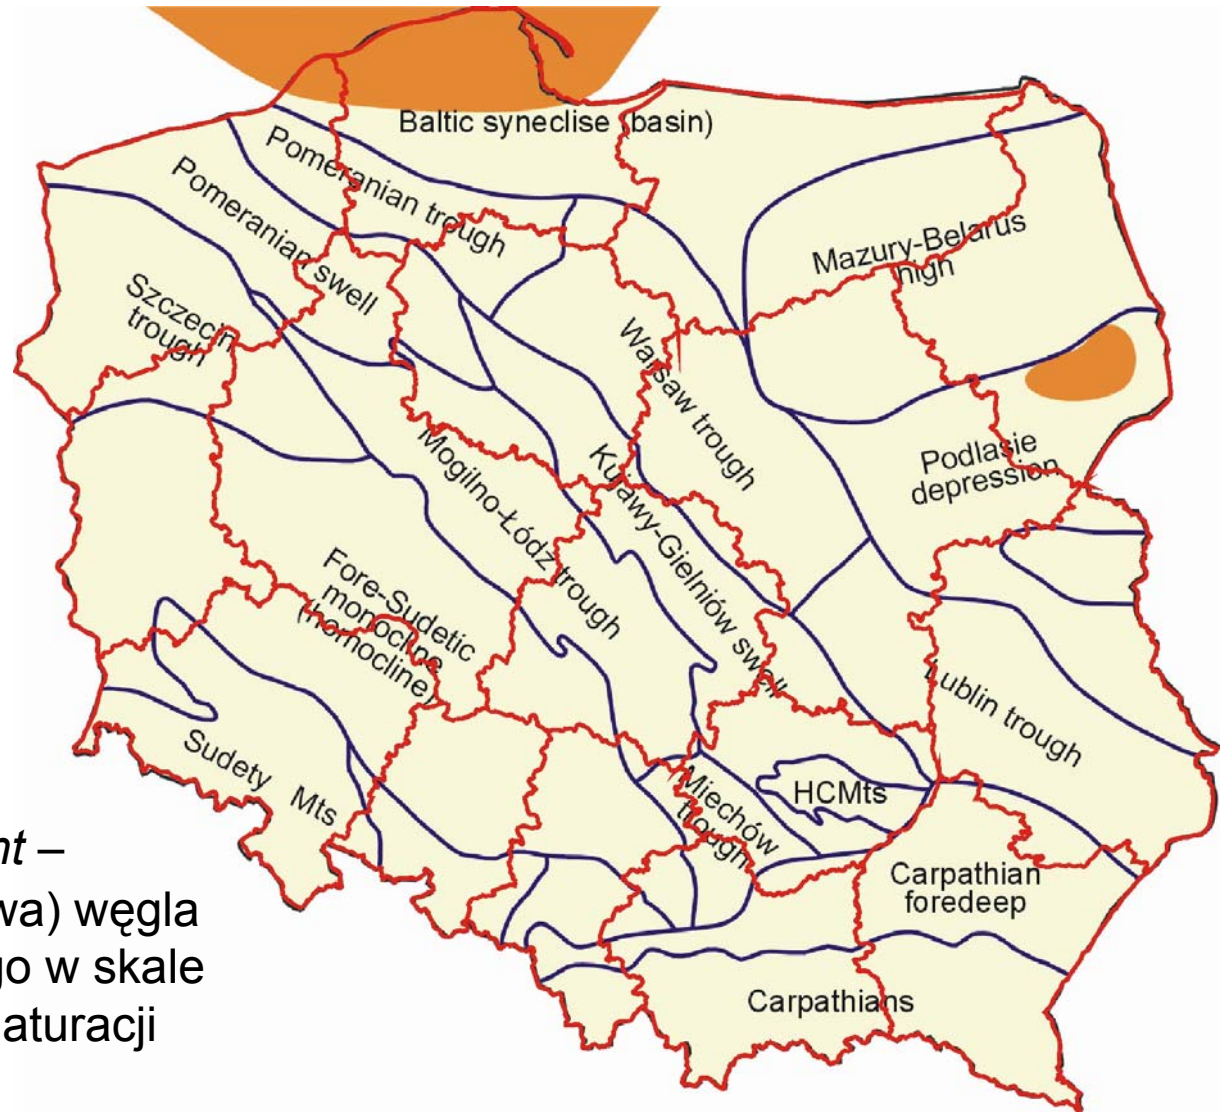 Baltic syneclise (basin)
Pomeranian trough
Pomeranian swell
Szczecin
trough
Mazury-Belarus
high
Warsaw trough
Podlasie
depression
Mogilno-Łódź trough
Kujawy-Gielniów swell
Fore-Sudetic
monocline
(homocline)
Lublin trough
Sudety Mts
Miechów
trough
HCMts
Carpathian
foredeep
Carpathians
nt –
wa) węgla
go w skale
aturacji